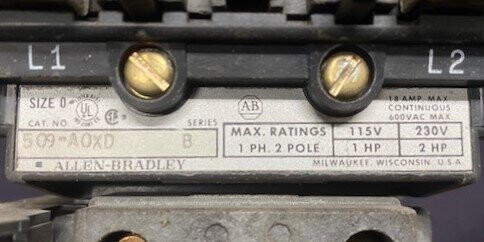 L1 L2
SIZE 0 UL AB 18 AMP. MAX.
CONTINUOUS
600VAC MAX.
CAT. NO. SERIES
509-AOXD B
ALLEN-BRADLEY
MAX. RATINGS 115V 230V
1 PH. 2 POLE 1 HP 2 HP
MILWAUKEE, WISCONSIN. U.S.A.